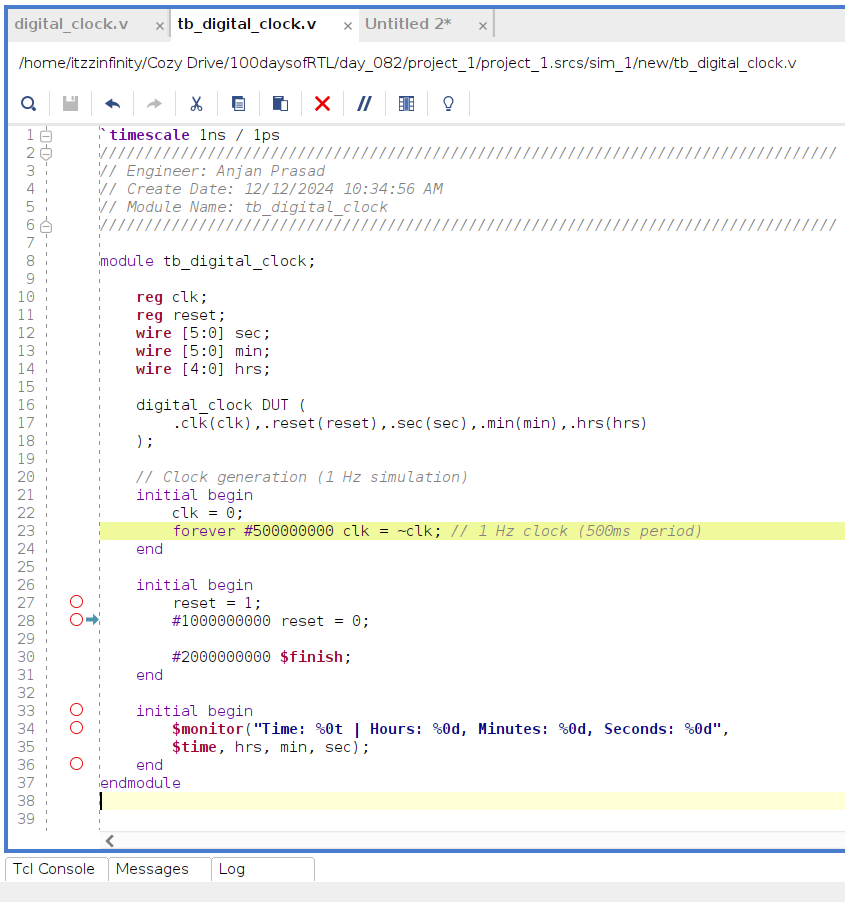 digital_clock.v × tb_digital_clock.v × Untitled 2* ×
/home/itzzinfinity/Cozy Drive/100daysofRTL/day_082/project_1/project_1.srcs/sim_1/new/tb_digital_clock.v
1 `timescale 1ns / 1ps
2 //////////////////////////////////////////////////////////////////////////////////
3 // Engineer: Anjan Prasad
4 // Create Date: 12/12/2024 10:34:56 AM
5 // Module Name: tb_digital_clock
6 //////////////////////////////////////////////////////////////////////////////////
7
8 module tb_digital_clock;
9
10     reg clk;
11     reg reset;
12     wire [5:0] sec;
13     wire [5:0] min;
14     wire [4:0] hrs;
15
16     digital_clock DUT (
17         .clk(clk),.reset(reset),.sec(sec),.min(min),.hrs(hrs)
18     );
19
20     // Clock generation (1 Hz simulation)
21     initial begin
22         clk = 0;
23         forever #500000000 clk = ~clk; // 1 Hz clock (500ms period)
24     end
25
26     initial begin
27         reset = 1;
28         #1000000000 reset = 0;
29
30         #2000000000 $finish;
31     end
32
33     initial begin
34         $monitor("Time: %0t | Hours: %0d, Minutes: %0d, Seconds: %0d",
35         $time, hrs, min, sec);
36     end
37 endmodule
38
39
Tcl Console Messages Log